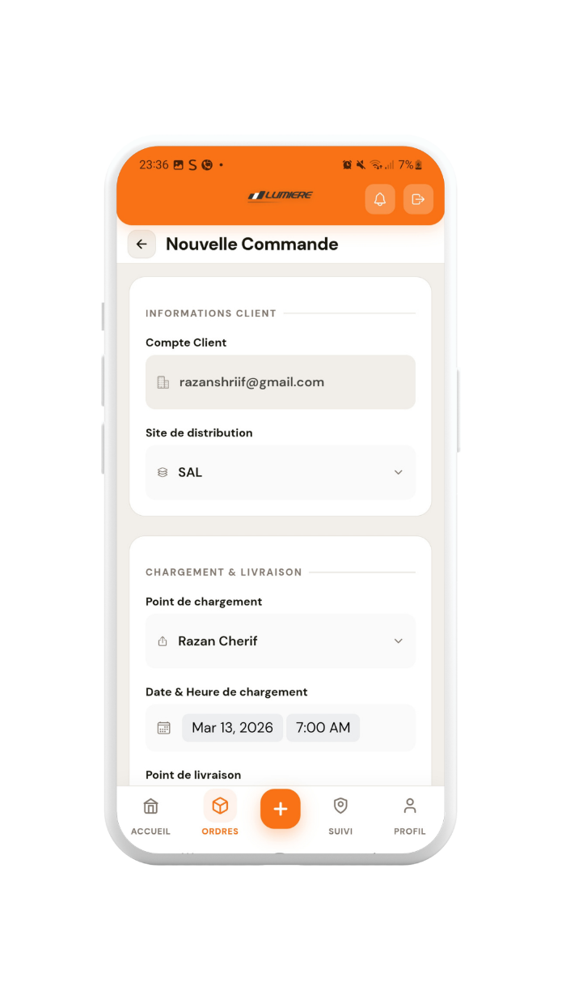 23:36
7%
LUMIERE
Nouvelle Commande
INFORMATIONS CLIENT
Compte Client
razanshriif@gmail.com
Site de distribution
SAL
CHARGEMENT & LIVRAISON
Point de chargement
Razan Cherif
Date & Heure de chargement
Mar 13, 2026 7:00 AM
Point de livraison
ACCUEIL ORDRES SUIVI PROFIL